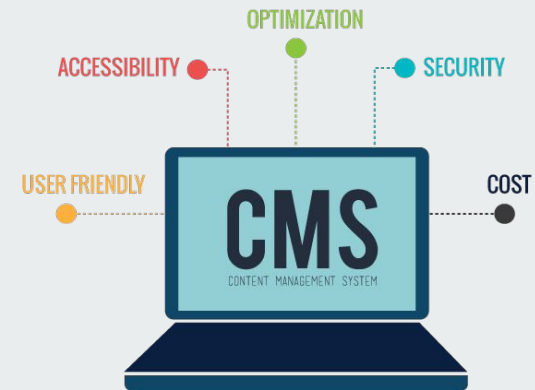 OPTIMIZATION
ACCESSIBILITY
SECURITY
USER FRIENDLY
COST
CMS
CONTENT MANAGEMENT SYSTEM